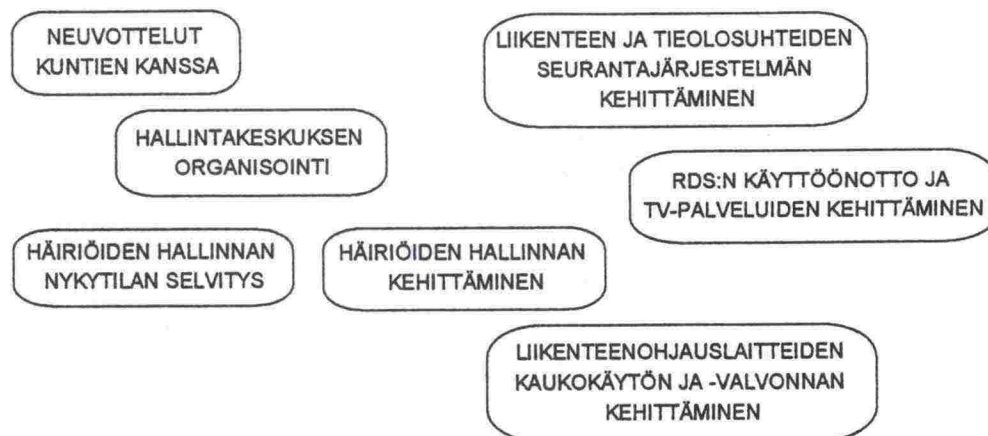 NEUVOTTELUT
KUNTIEN KANSSA
LIIKENTEEN JA TIEOLOSUHTEIDEN
SEURANTAJÄRJESTELMÄN
KEHITTÄMINEN
HALLINTAKESKUKSEN
ORGANISOINTI
RDS:N KÄYTTÖÖNOTTO JA
TV-PALVELUIDEN KEHITTÄMINEN
HÄIRIÖIDEN HALLINNAN
NYKYTILAN SELVITYS
HÄIRIÖIDEN HALLINNAN
KEHITTÄMINEN
LIIKENTEENOHJAUSLAITTEIDEN
KAUKOKÄYTÖN JA -VALVONNAN
KEHITTÄMINEN